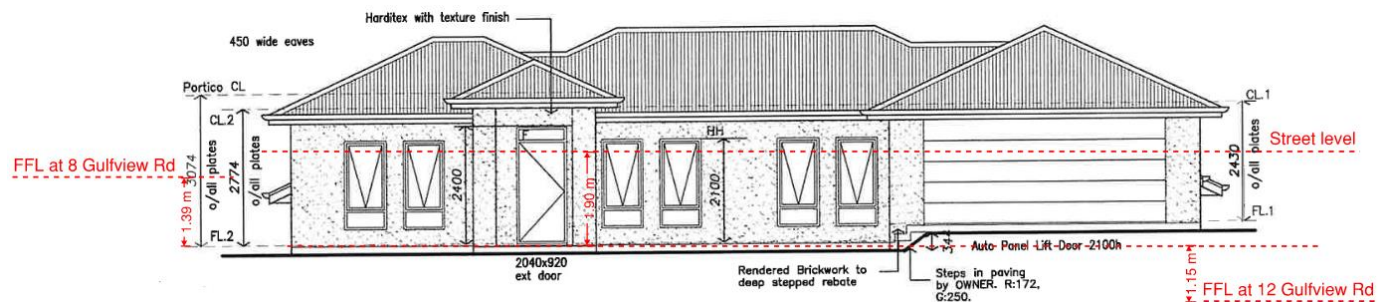 Harditex with texture finish
450 wide eaves
Portico CL
CL.2
CL.1
FFL at 8 Gulfview Rd
3074
o/all plates
2774
o/all plates
1.39 m
FL.2
F
2400
1.90 m
HH
2100
Street level
2430
o/all plates
FL.1
2040x920
ext door
Rendered Brickwork to
deep stepped rebate
344
Auto Panel Lift Door 2100h
Steps in paving
by OWNER. R:172,
G:250.
1.15 m
FFL at 12 Gulfview Rd